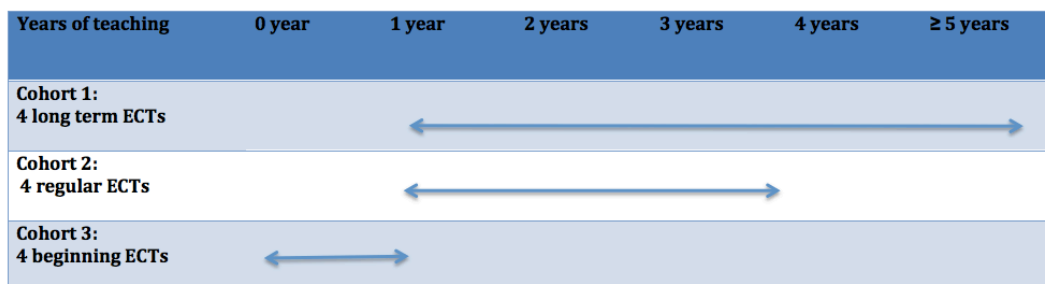 Years of teaching 0 year 1 year 2 years 3 years 4 years ≥ 5 years
Cohort 1:
4 long term ECTs
Cohort 2:
4 regular ECTs
Cohort 3:
4 beginning ECTs